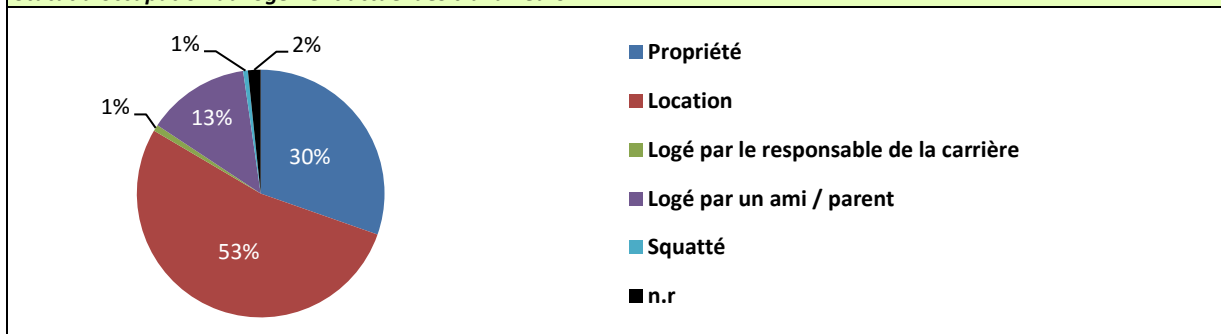 1%
2%
1%
13%
30%
53%
Propriété
Location
Logé par le responsable de la carrière
Logé par un ami / parent
Squatté
n.r